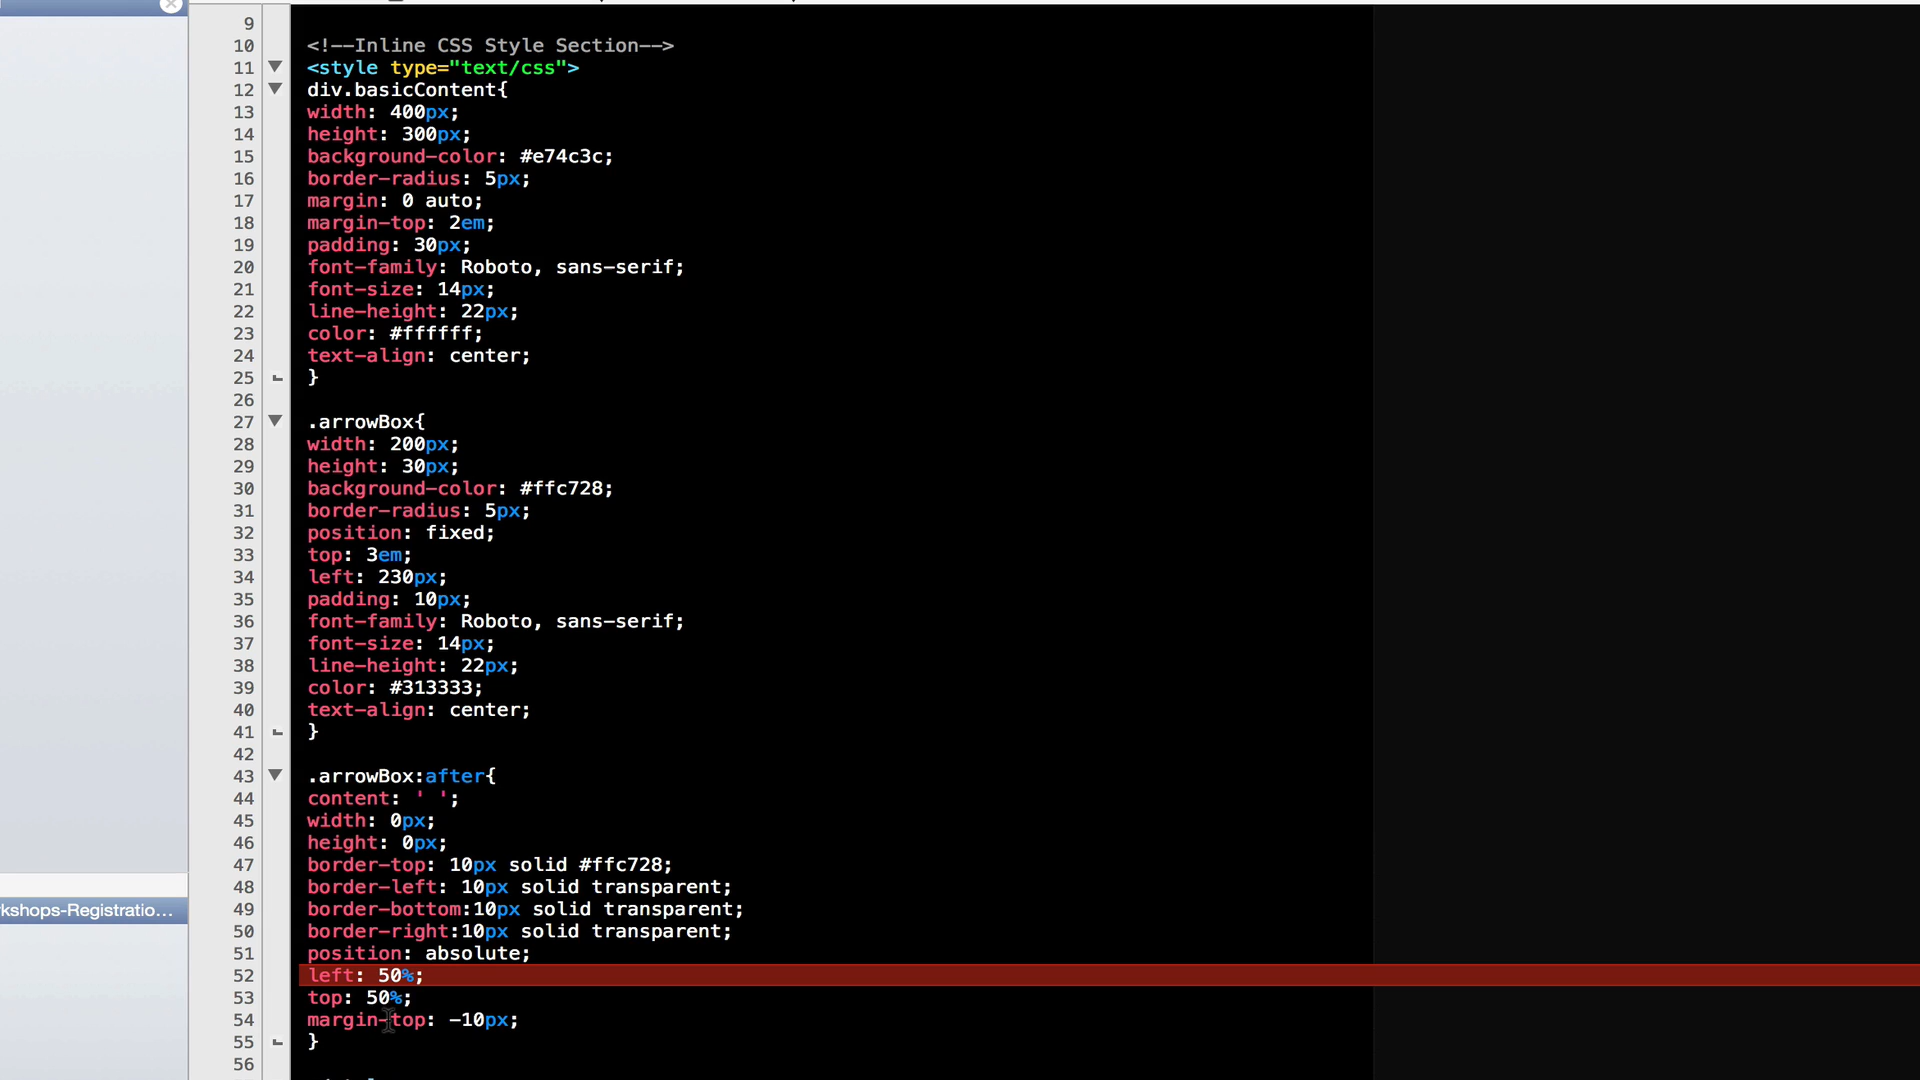 9
10 <!--Inline CSS Style Section-->
11 <style type="text/css">
12 div.basicContent{
13 width: 400px;
14 height: 300px;
15 background-color: #e74c3c;
16 border-radius: 5px;
17 margin: 0 auto;
18 margin-top: 2em;
19 padding: 30px;
20 font-family: Roboto, sans-serif;
21 font-size: 14px;
22 line-height: 22px;
23 color: #ffffff;
24 text-align: center;
25 }
26
27 .arrowBox{
28 width: 200px;
29 height: 30px;
30 background-color: #ffc728;
31 border-radius: 5px;
32 position: fixed;
33 top: 3em;
34 left: 230px;
35 padding: 10px;
36 font-family: Roboto, sans-serif;
37 font-size: 14px;
38 line-height: 22px;
39 color: #313333;
40 text-align: center;
41 }
42
43 .arrowBox:after{
44 content: ' ';
45 width: 0px;
46 height: 0px;
47 border-top: 10px solid #ffc728;
48 border-left: 10px solid transparent;
49 border-bottom:10px solid transparent;
50 border-right:10px solid transparent;
51 position: absolute;
52 left: 50%;
53 top: 50%;
54 margin-top: -10px;
55 }
56
kshops-Registratio...